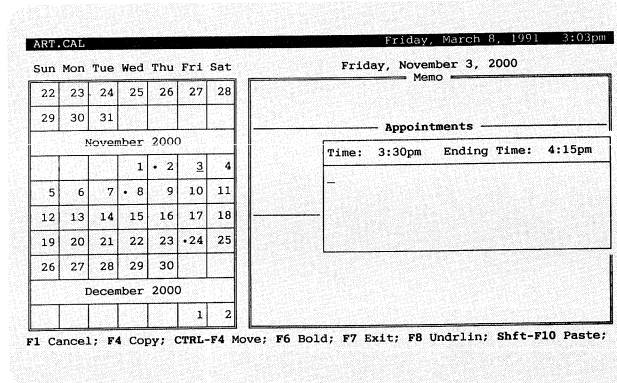 ART.CAL Friday, March 8, 1991 3:03pm
Sun Mon Tue Wed Thu Fri Sat Friday, November 3, 2000
Memo
22 23 24 25 26 27 28
29 30 31
Appointments
November 2000
Time: 3:30pm Ending Time: 4:15pm
1 • 2 3 4
5 6 7 • 8 9 10 11
12 13 14 15 16 17 18
19 20 21 22 23 •24 25
26 27 28 29 30
December 2000
1 2
F1 Cancel; F4 Copy; CTRL-F4 Move; F6 Bold; F7 Exit; F8 Undrlin; Shft-F10 Paste;